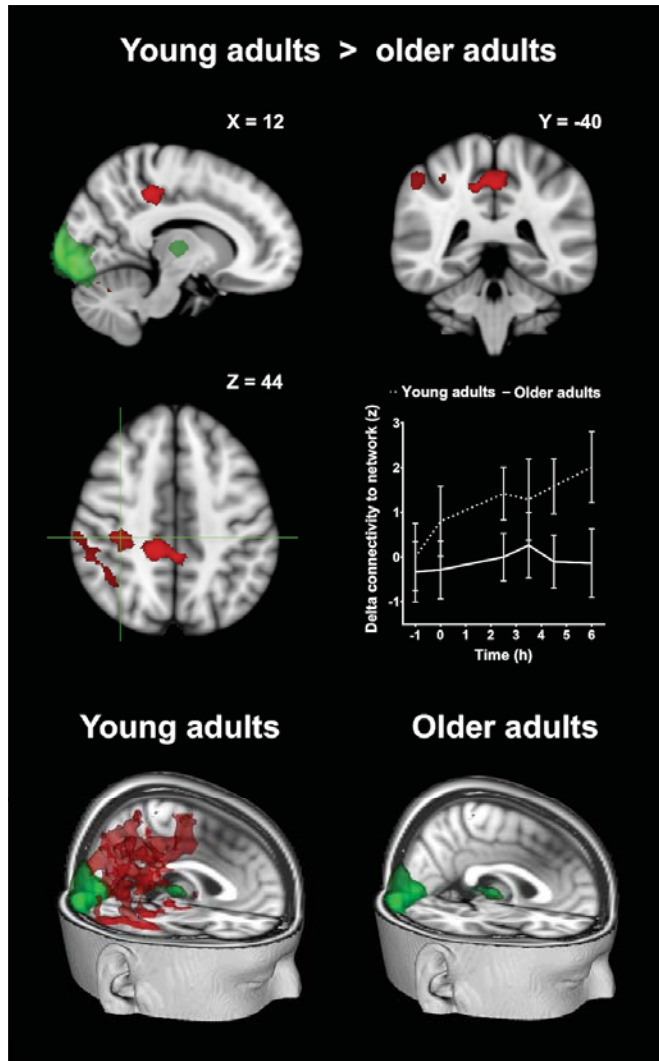 Young adults > older adults
X = 12
Y = -40
Z = 44
Young adults Older adults
Delta connectivity to network (z)
3
2
1
0
-1
-1 0 2 3 4 5 6
Time (h)
Young adults
Older adults